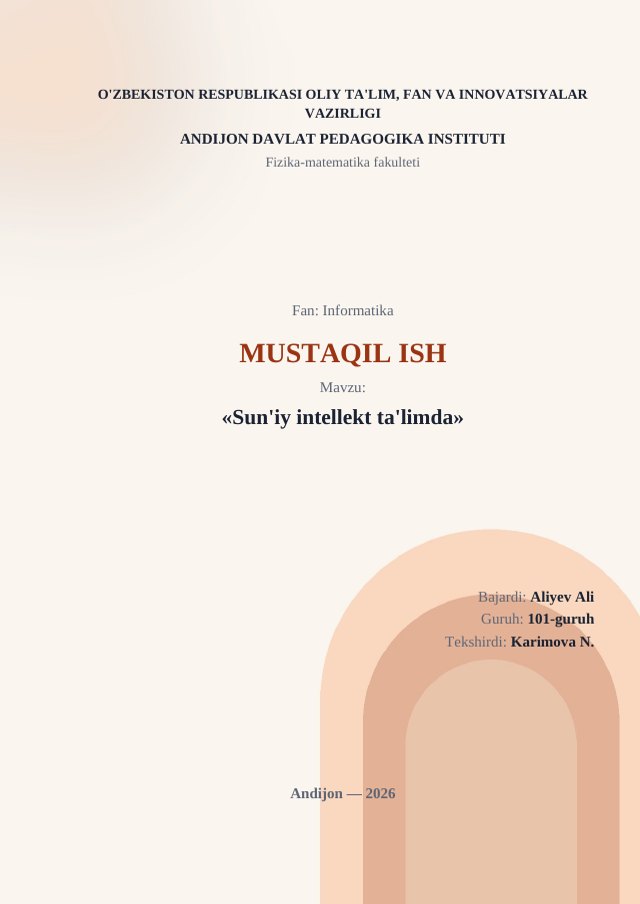 O'ZBEKISTON RESPUBLIKASI OLIY TA'LIM, FAN VA INNOVATSIYALAR
VAZIRLIGI
ANDIJON DAVLAT PEDAGOGIKA INSTITUTI
Fizika-matematika fakulteti
Fan: Informatika
MUSTAQIL ISH
Mavzu:
«Sun'iy intellekt ta'limda»
Bajardi: Aliyev Ali
Guruh: 101-guruh
Tekshirdi: Karimova N.
Andijon — 2026